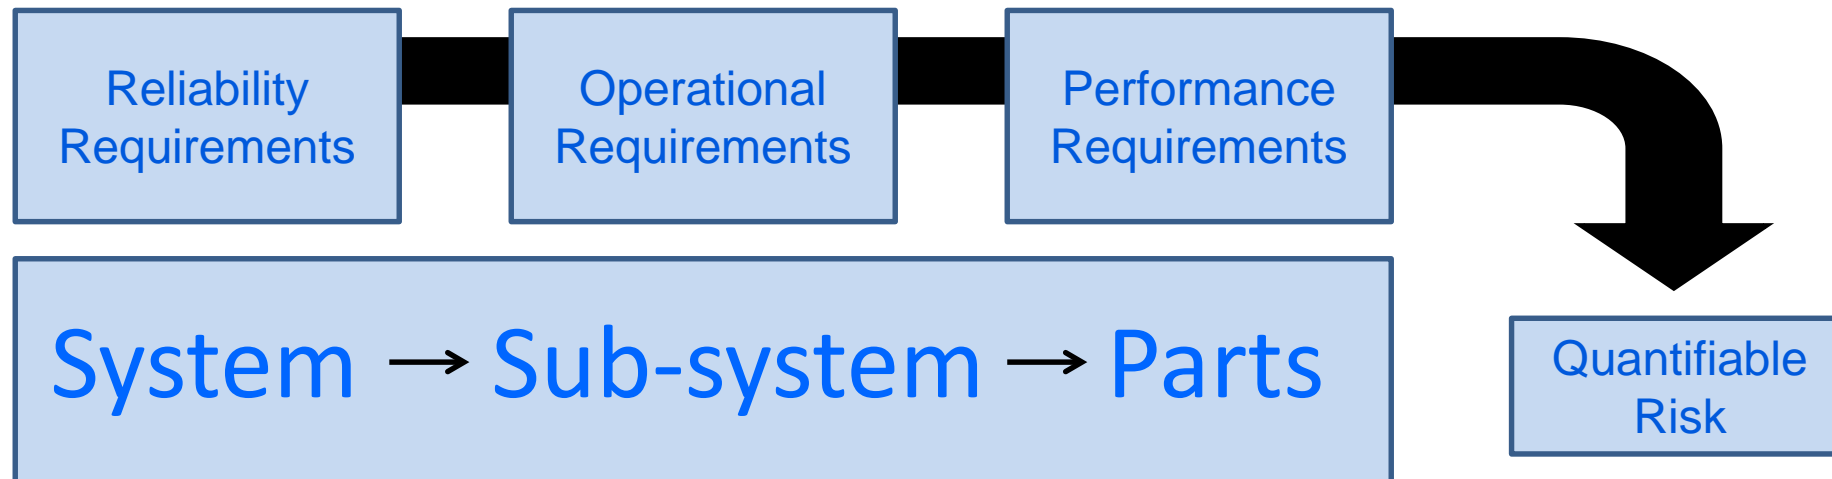 Reliability
Requirements
Operational
Requirements
Performance
Requirements
System → Sub-system → Parts
Quantifiable
Risk